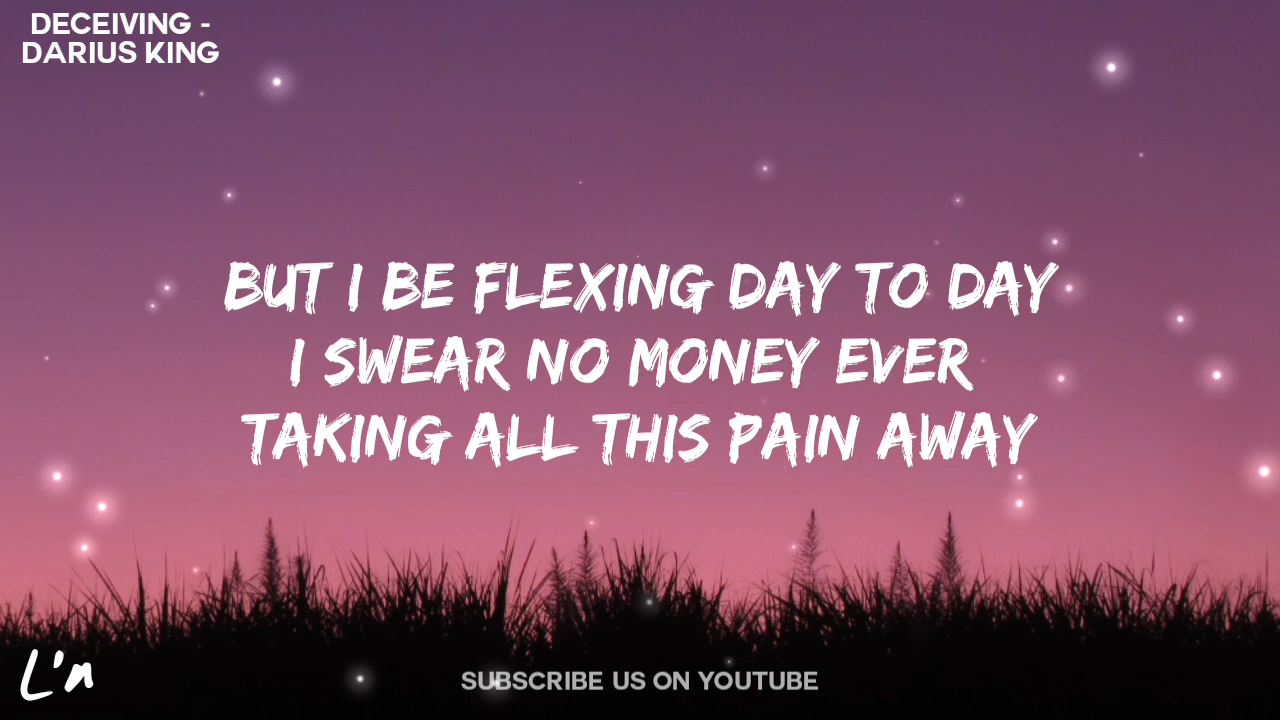 DECEIVING -
DARIUS KING
BUT I BE FLEXING DAY TO DAY
I SWEAR NO MONEY EVER
TAKING ALL THIS PAIN AWAY
L'n
SUBSCRIBE US ON YOUTUBE